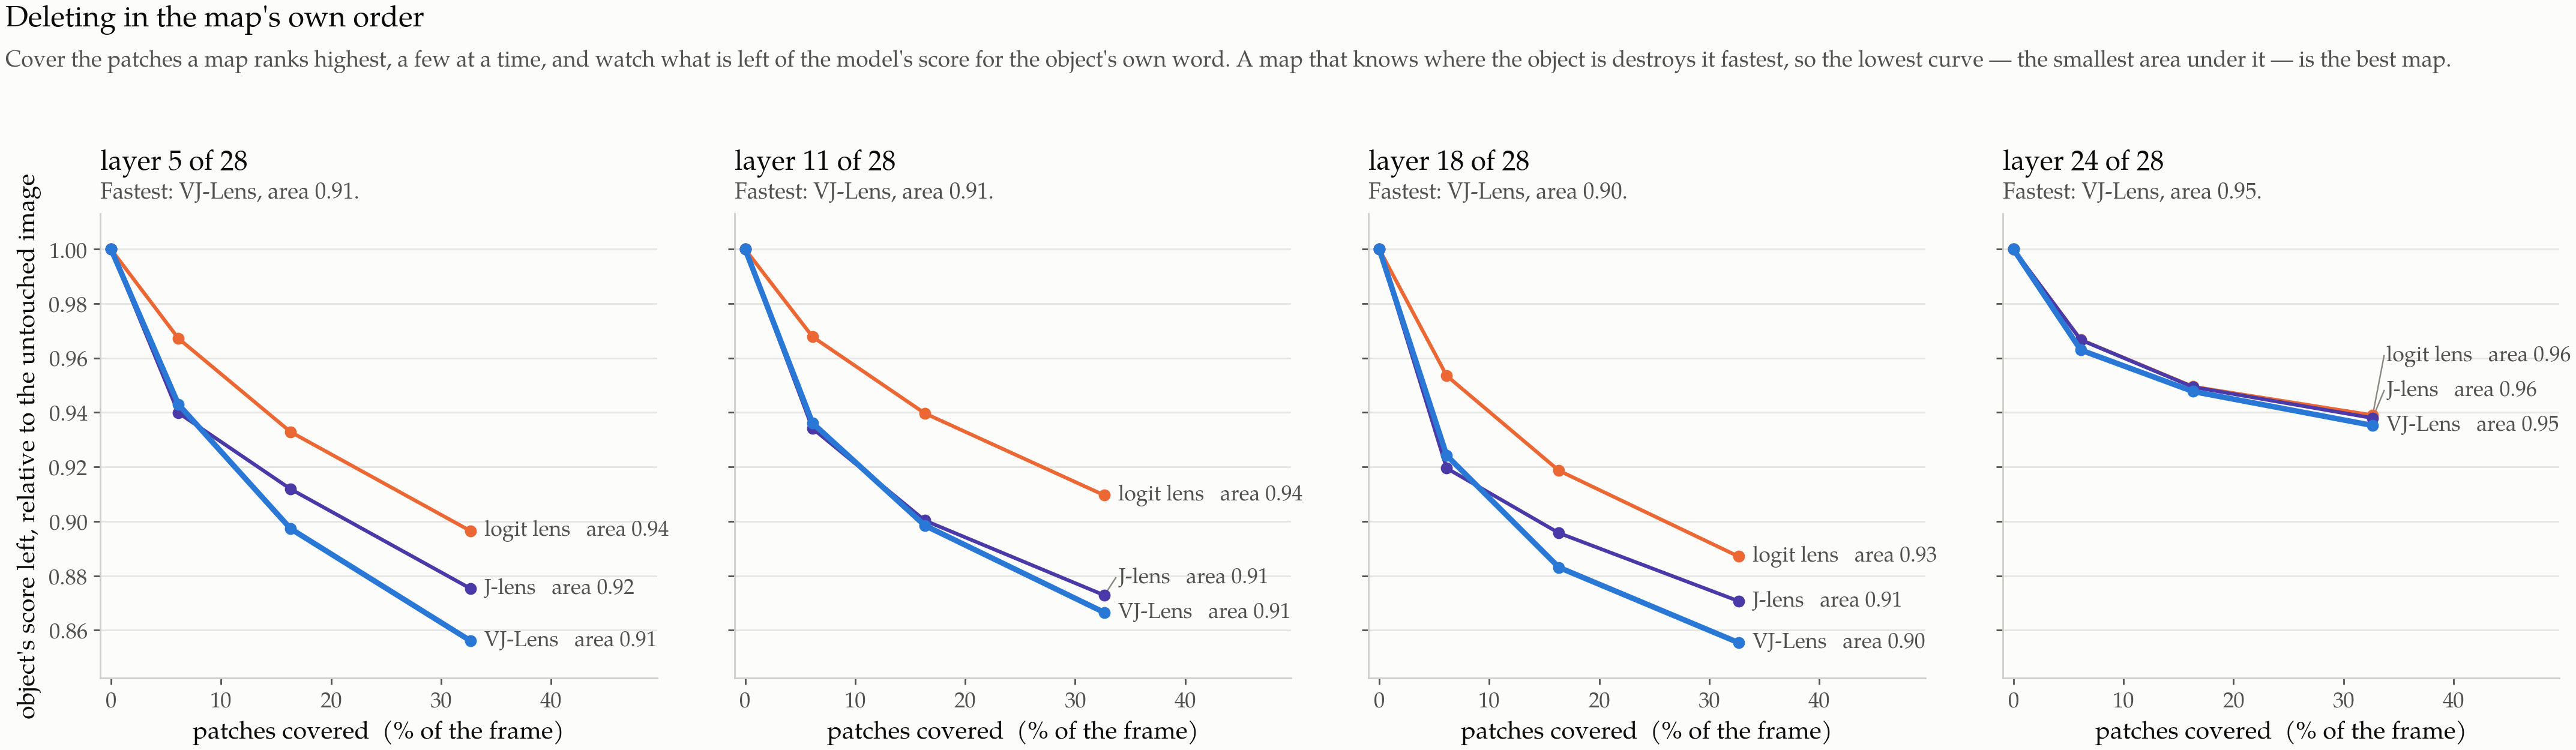 Deleting in the map's own order
Cover the patches a map ranks highest, a few at a time, and watch what is left of the model's score for the object's own word. A map that knows where the object is destroys it fastest, so the lowest curve — the smallest area under it — is the best map.
object's score left, relative to the untouched image
layer 5 of 28
Fastest: VJ-Lens, area 0.91.
1.00
0.98
0.96
0.94
0.92
0.90
0.88
0.86
logit lens area 0.94
J-lens area 0.92
VJ-Lens area 0.91
0 10 20 30 40
patches covered (% of the frame)
layer 11 of 28
Fastest: VJ-Lens, area 0.91.
logit lens area 0.94
J-lens area 0.91
VJ-Lens area 0.91
0 10 20 30 40
patches covered (% of the frame)
layer 18 of 28
Fastest: VJ-Lens, area 0.90.
logit lens area 0.93
J-lens area 0.91
VJ-Lens area 0.90
0 10 20 30 40
patches covered (% of the frame)
layer 24 of 28
Fastest: VJ-Lens, area 0.95.
logit lens area 0.96
J-lens area 0.96
VJ-Lens area 0.95
0 10 20 30 40
patches covered (% of the frame)